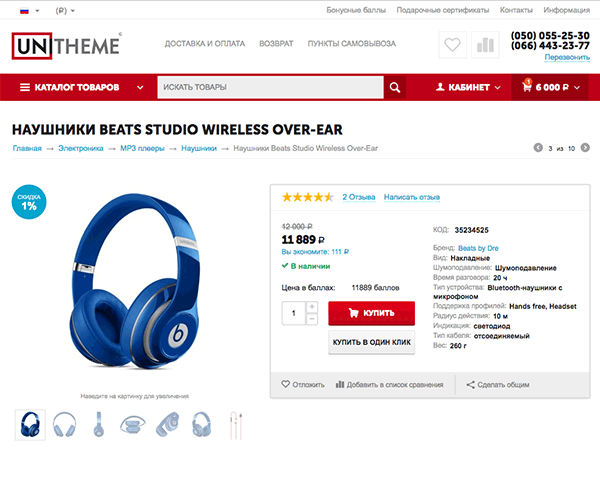 (₽)
Бонусные баллы Подарочные сертификаты Контакты Информация
UNITHEME©
ДОСТАВКА И ОПЛАТА ВОЗВРАТ ПУНКТЫ САМОВЫВОЗА
(050) 055-25-30
(066) 443-23-77
Перезвонить
КАТАЛОГ ТОВАРОВ ИСКАТЬ ТОВАРЫ КАБИНЕТ 1 6 000 ₽
НАУШНИКИ BEATS STUDIO WIRELESS OVER-EAR
Главная → Электроника → MP3 плееры → Наушники → Наушники Beats Studio Wireless Over-Ear
3 из 10
СКИДКА
1%
2 Отзыва Написать отзыв
12 000 ₽
11 889 ₽
Вы экономите: 111 ₽
В наличии
Цена в баллах: 11889 баллов
1 + −
КУПИТЬ
КУПИТЬ В ОДИН КЛИК
КОД: 35234525
Бренд: Beats by Dre
Вид: Накладные
Шумоподавление: Шумоподавление
Время разговора: 20 ч
Тип устройства: Bluetooth-наушники с
микрофоном
Поддержка профилей: Hands free, Headset
Радиус действия: 10 м
Индикация: светодиод
Тип кабеля: отсоединяемый
Вес: 260 г
Отложить Добавить в список сравнения Сделать общим
b
Наведите на картинку для увеличения